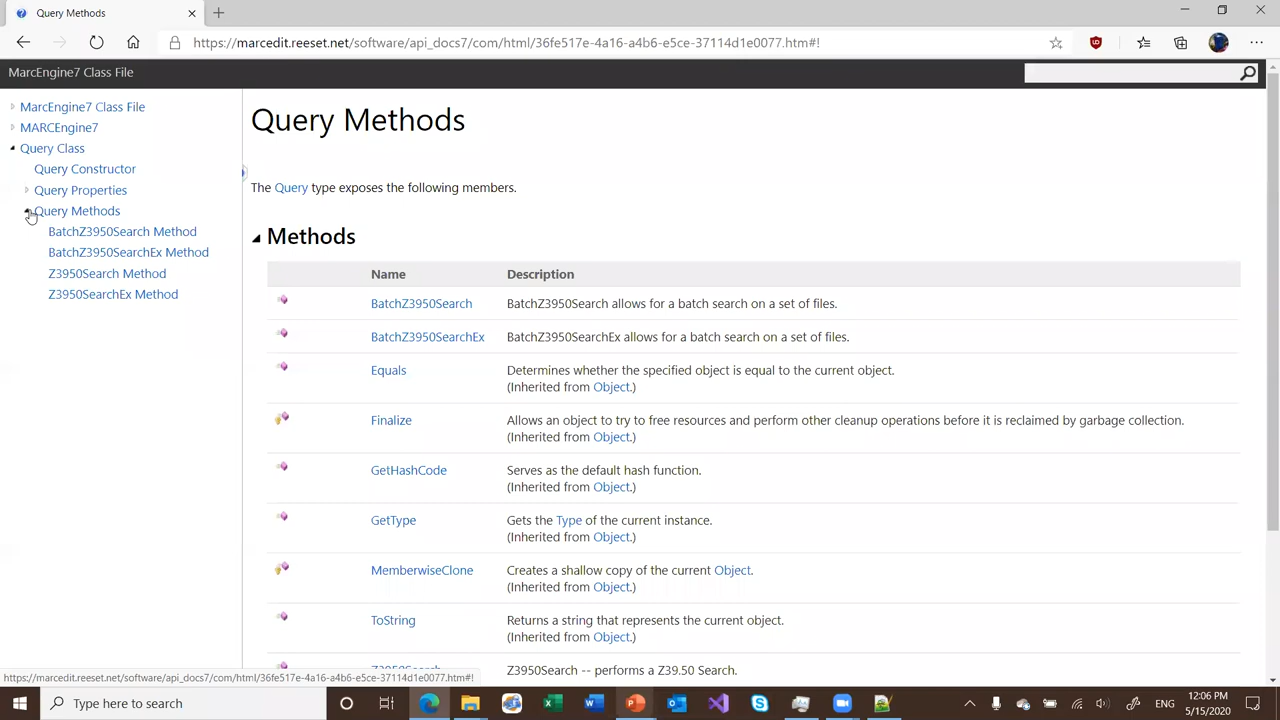 Query Methods
https://marcedit.reeset.net/software/api_docs7/com/html/36fe517e-4a16-a4b6-e5ce-37114d1e0077.htm#!
MarcEngine7 Class File
MarcEngine7 Class File
MARCEngine7
Query Class
Query Constructor
Query Properties
Query Methods
BatchZ3950Search Method
BatchZ3950SearchEx Method
Z3950Search Method
Z3950SearchEx Method
Query Methods
The Query type exposes the following members.
Methods
Name Description
BatchZ3950Search BatchZ3950Search allows for a batch search on a set of files.
BatchZ3950SearchEx BatchZ3950SearchEx allows for a batch search on a set of files.
Equals Determines whether the specified object is equal to the current object.
(Inherited from Object.)
Finalize Allows an object to try to free resources and perform other cleanup operations before it is reclaimed by garbage collection.
(Inherited from Object.)
GetHashCode Serves as the default hash function.
(Inherited from Object.)
GetType Gets the Type of the current instance.
(Inherited from Object.)
MemberwiseClone Creates a shallow copy of the current Object.
(Inherited from Object.)
ToString Returns a string that represents the current object.
(Inherited from Object.)
Z3950Search Z3950Search -- performs a Z39.50 Search.
https://marcedit.reeset.net/software/api_docs7/com/html/36fe517e-4a16-a4b6-e5ce-37114d1e0077.htm#!
Type here to search
ENG
12:06 PM
5/15/2020